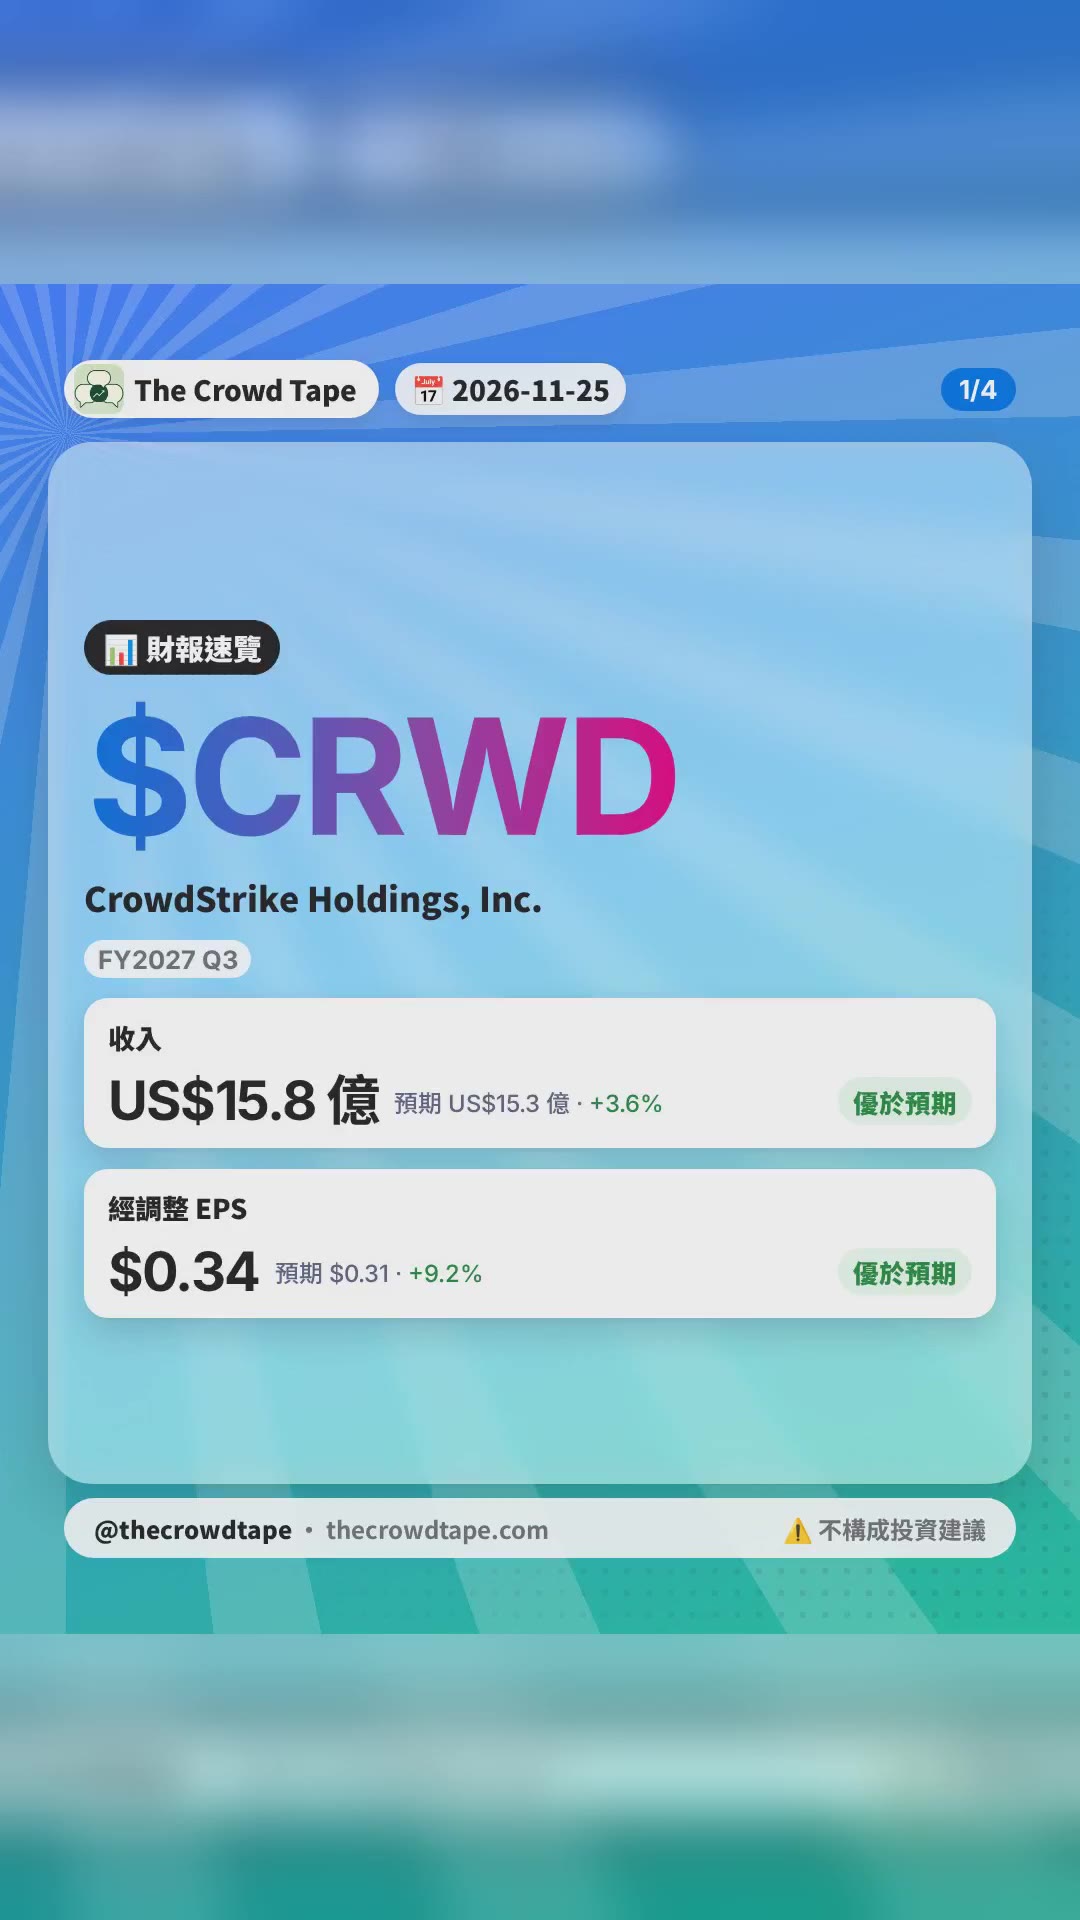 The Crowd Tape
July 17 2026-11-25
1/4
財報速覽
$CRWD
CrowdStrike Holdings, Inc.
FY2027 Q3
收入
US$15.8 億 預期 US$15.3 億 · +3.6%
優於預期
經調整 EPS
$0.34 預期 $0.31 · +9.2%
優於預期
@thecrowdtape • thecrowdtape.com
⚠️ 不構成投資建議